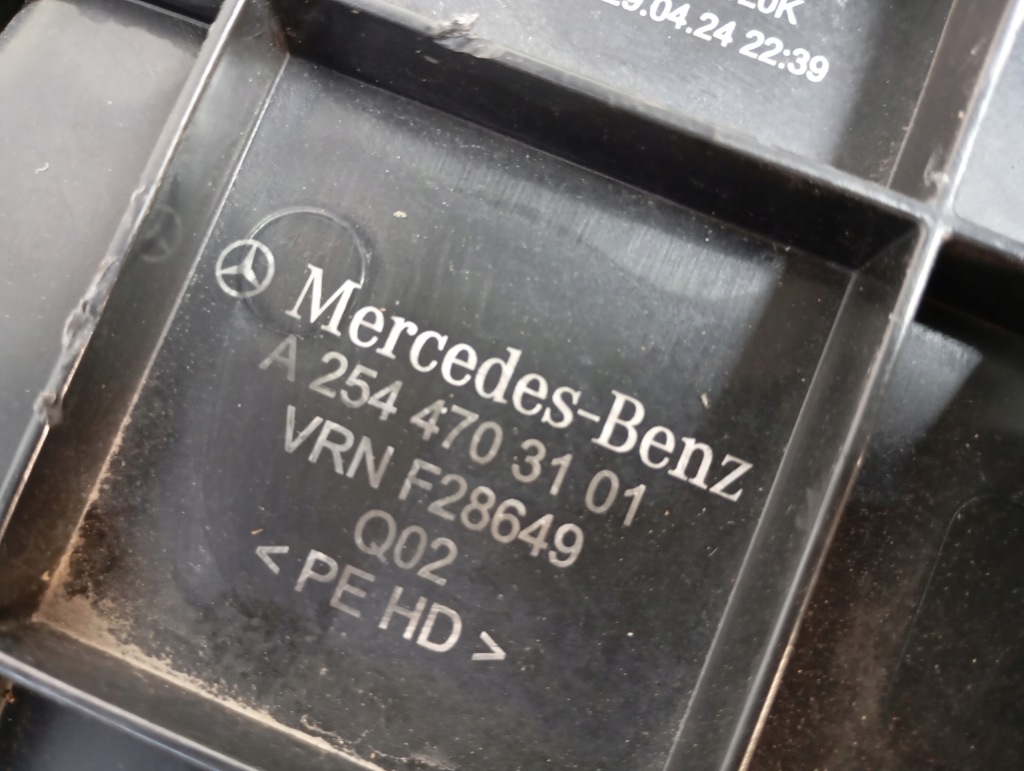 29.04.24 22:39
Mercedes-Benz
A 254 470 31 01
VRN F28649
Q02
< PE HD >